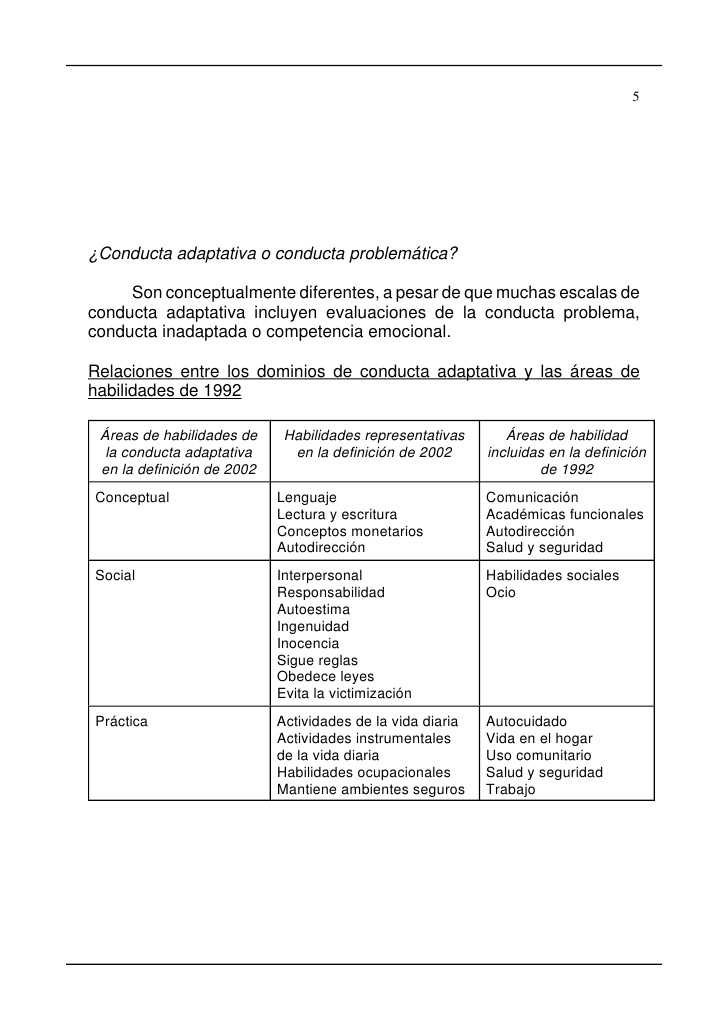 5
¿Conducta adaptativa o conducta problemática?
Son conceptualmente diferentes, a pesar de que muchas escalas de
conducta adaptativa incluyen evaluaciones de la conducta problema,
conducta inadaptada o competencia emocional.
Relaciones entre los dominios de conducta adaptativa y las áreas de
habilidades de 1992
Áreas de habilidades de
la conducta adaptativa
en la definición de 2002
Habilidades representativas
en la definición de 2002
Áreas de habilidad
incluidas en la definición
de 1992
Conceptual
Lenguaje
Lectura y escritura
Conceptos monetarios
Autodirección
Comunicación
Académicas funcionales
Autodirección
Salud y seguridad
Social
Interpersonal
Responsabilidad
Autoestima
Ingenuidad
Inocencia
Sigue reglas
Obedece leyes
Evita la victimización
Habilidades sociales
Ocio
Práctica
Actividades de la vida diaria
Actividades instrumentales
de la vida diaria
Habilidades ocupacionales
Mantiene ambientes seguros
Autocuidado
Vida en el hogar
Uso comunitario
Salud y seguridad
Trabajo